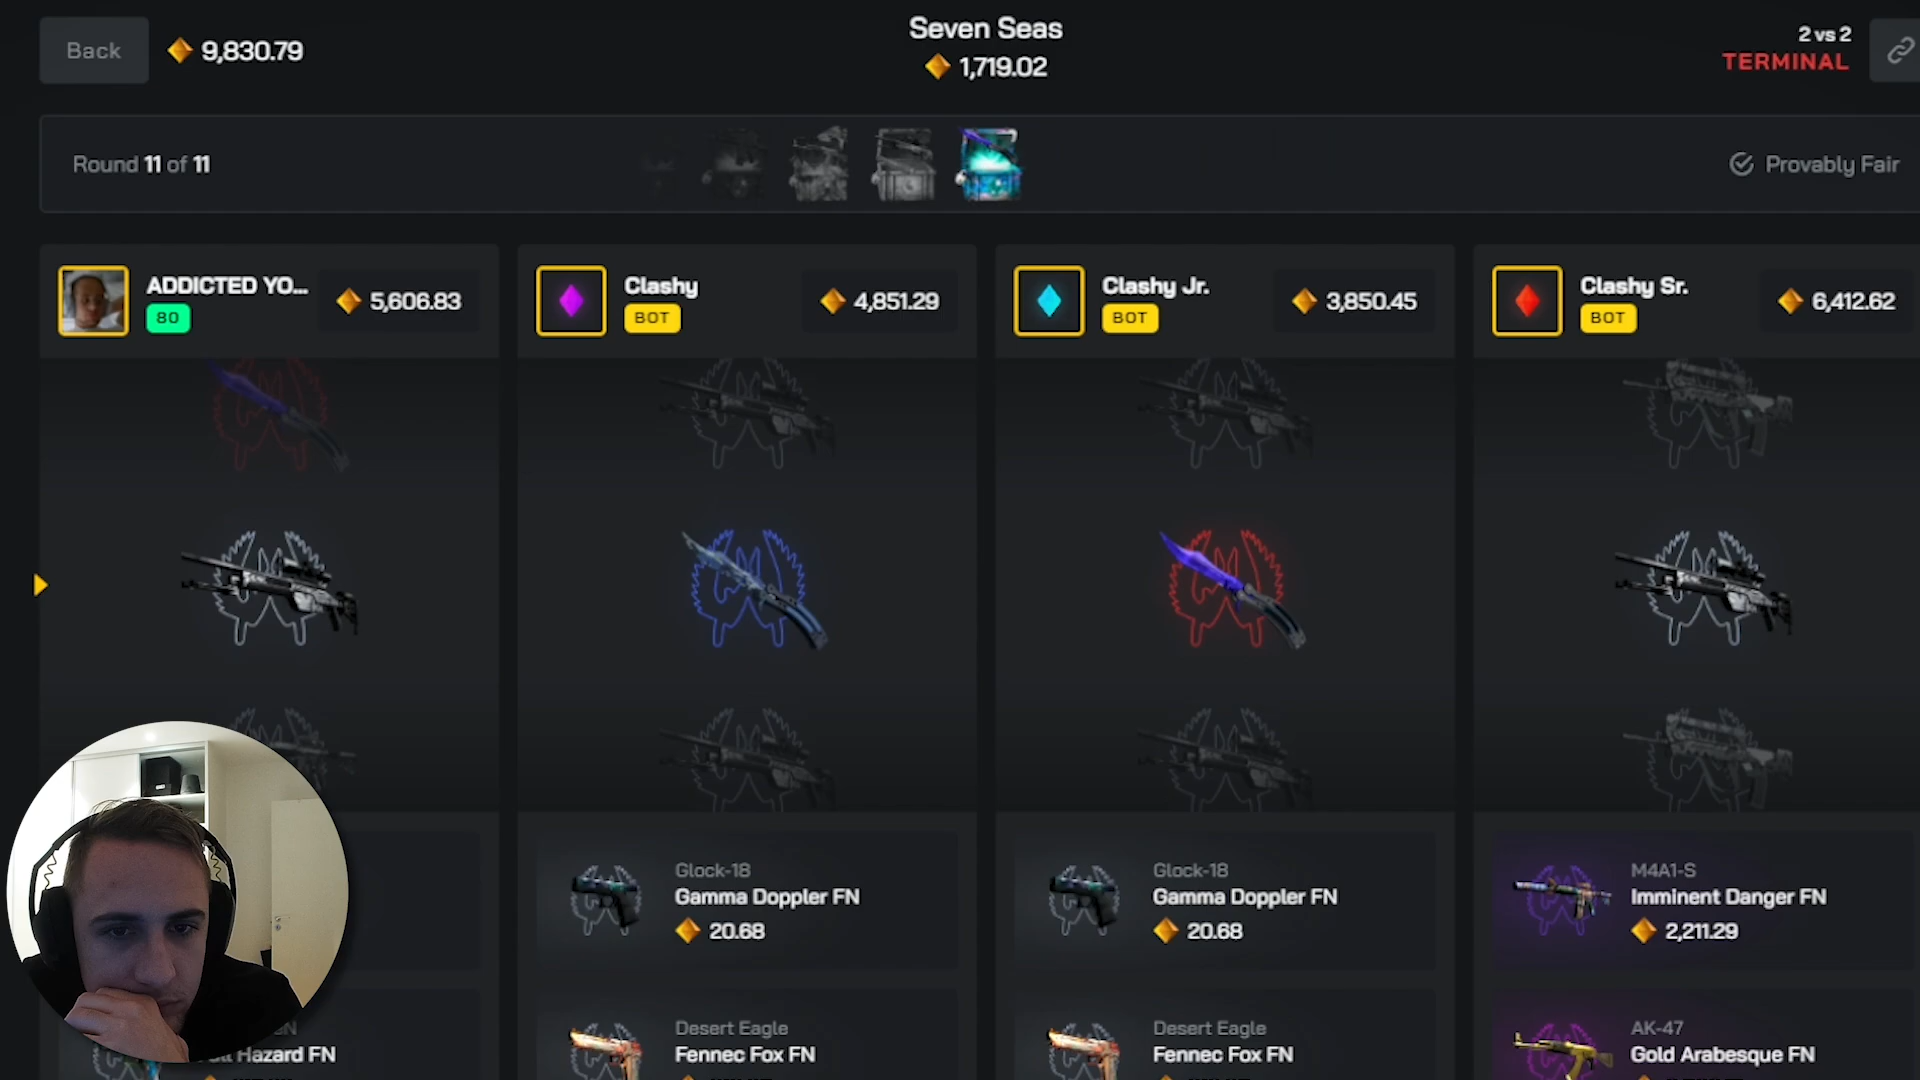 Back
9,830.79
Seven Seas
1,719.02
2 vs 2
TERMINAL
Round 11 of 11
Provably Fair
ADDICTED YO...
80
5,606.83
Clashy
BOT
4,851.29
Clashy Jr.
BOT
3,850.45
Clashy Sr.
BOT
6,412.62
Glock-18
Gamma Doppler FN
20.68
Glock-18
Gamma Doppler FN
20.68
M4A1-S
Imminent Danger FN
2,211.29
Hazard FN
Desert Eagle
Fennec Fox FN
Desert Eagle
Fennec Fox FN
AK-47
Gold Arabesque FN